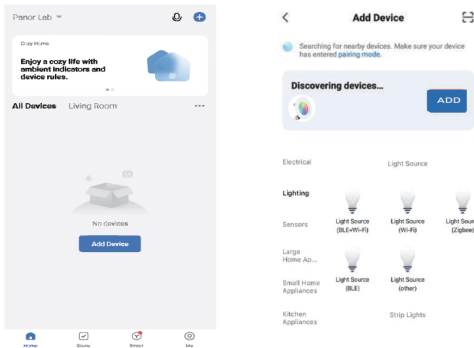 Panor Lab
Cozy Home
Enjoy a cozy life with
ambient indicators and
device rules.
All Devices Living Room
No devices
Add Device
Home Scene Smart Me
Add Device
Searching for nearby devices. Make sure your device
has entered pairing mode.
Discovering devices...
ADD
Electrical
Lighting
Sensors
Large
Home Ap...
Small Home
Appliances
Kitchen
Appliances
Light Source
Light Source
(BLE+Wi-Fi)
Light Source
(Wi-Fi)
Light Sour
(Zigbee)
Light Source
(BLE)
Light Source
(other)
Strip Lights